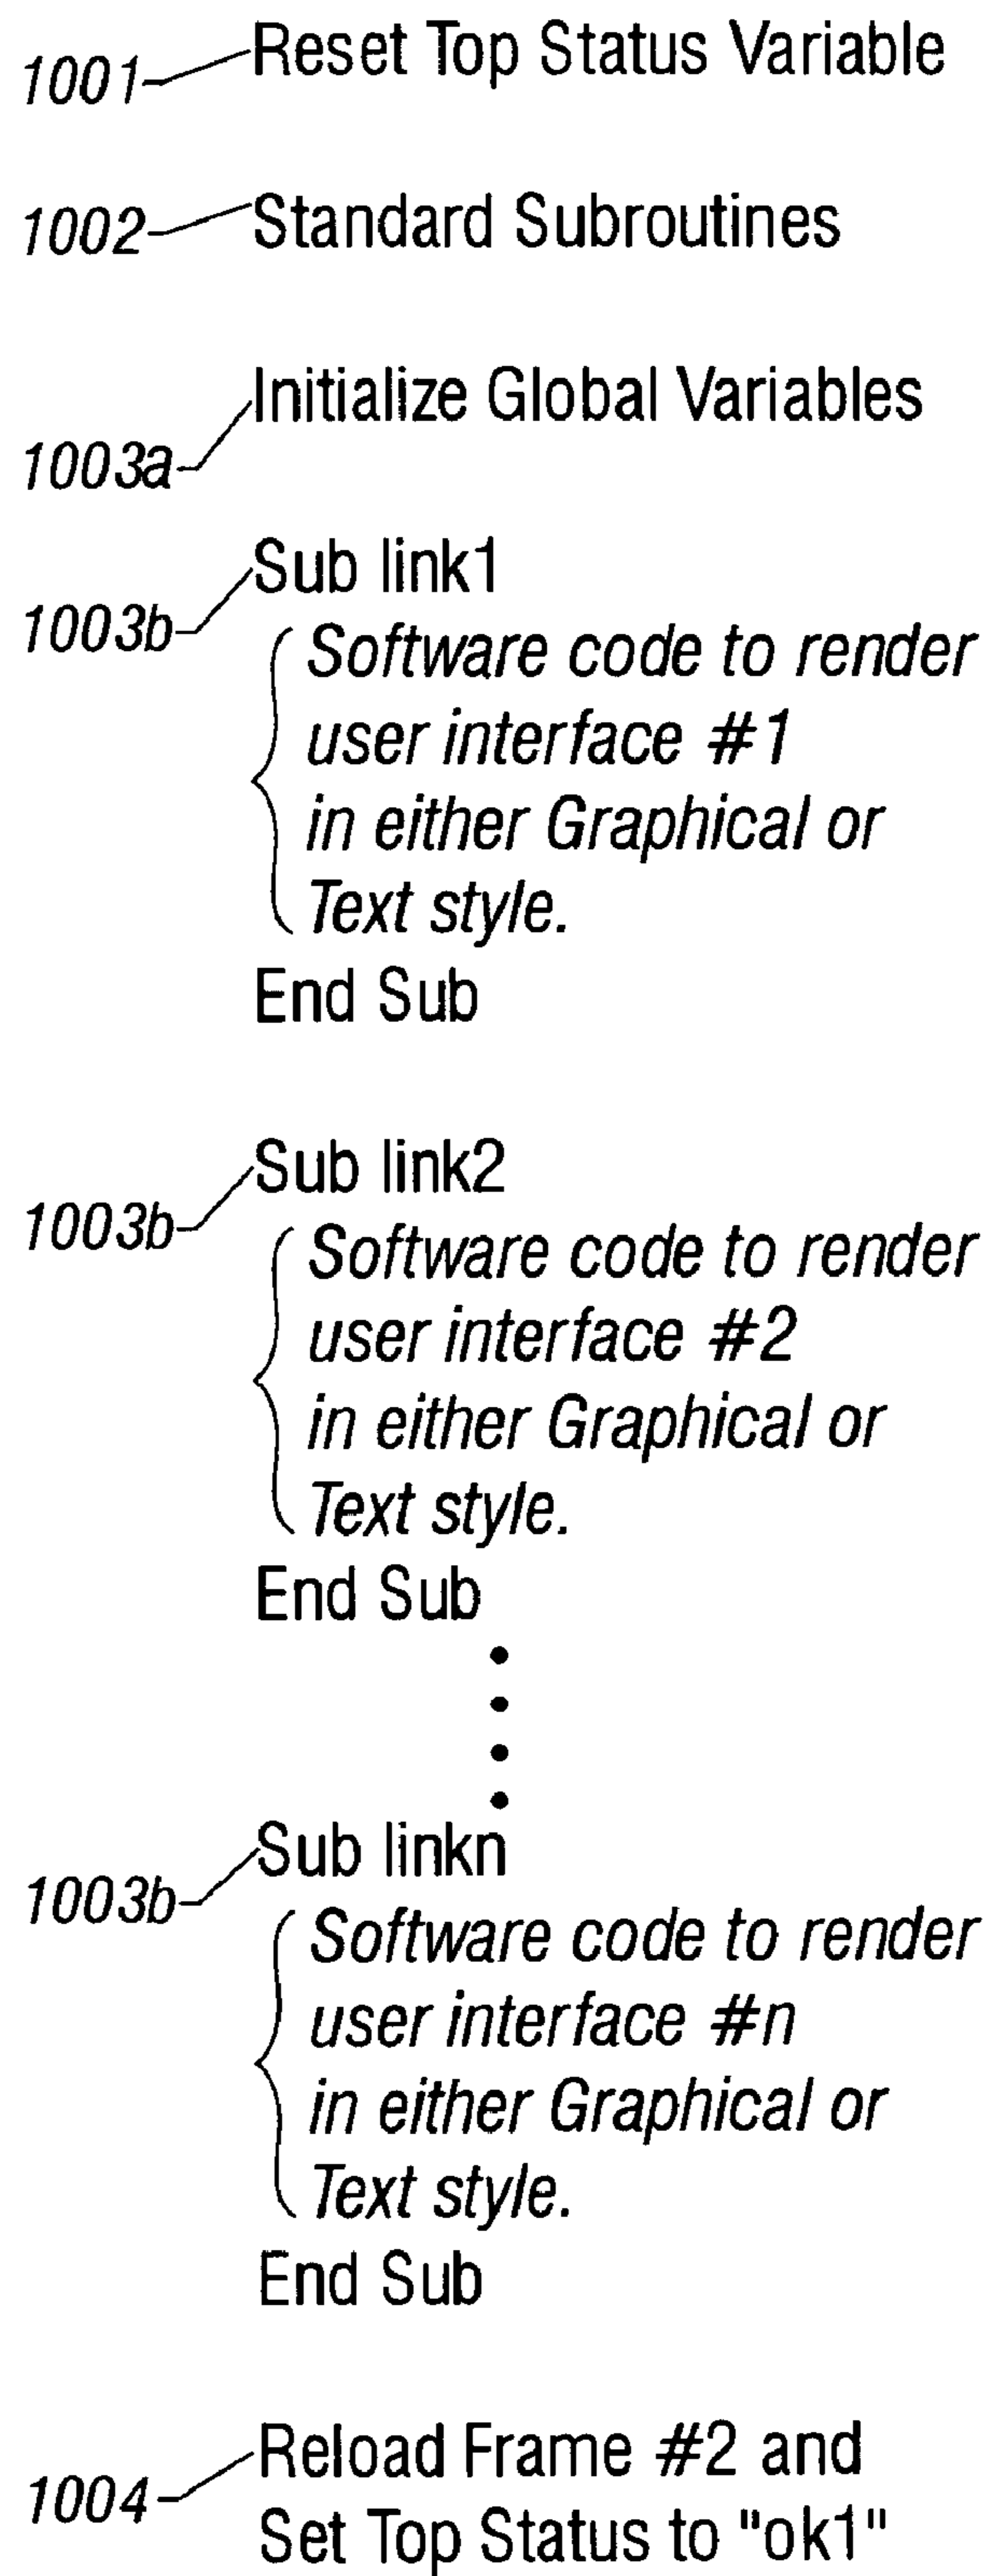 1001 Reset Top Status Variable
1002 Standard Subroutines
Initialize Global Variables
1003a
Sub link1
1003b
Software code to render
user interface #1
in either Graphical or
Text style.
End Sub
Sub link2
1003b
Software code to render
user interface #2
in either Graphical or
Text style.
End Sub
Sub linkn
1003b
Software code to render
user interface #n
in either Graphical or
Text style.
End Sub
Reload Frame #2 and
1004
Set Top Status to "ok1"